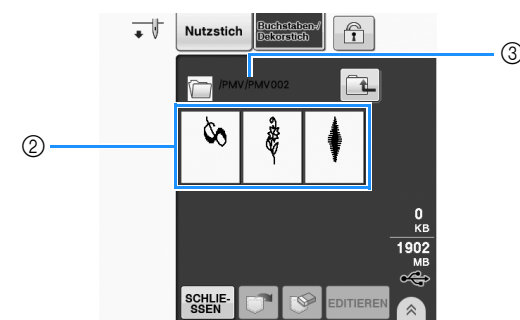 Nutzstich
Buchstaben-/
Dekorstich
③
/PMV/PMV002
②
0
KB
1902
MB
SCHLIE-
SSEN
EDITIEREN